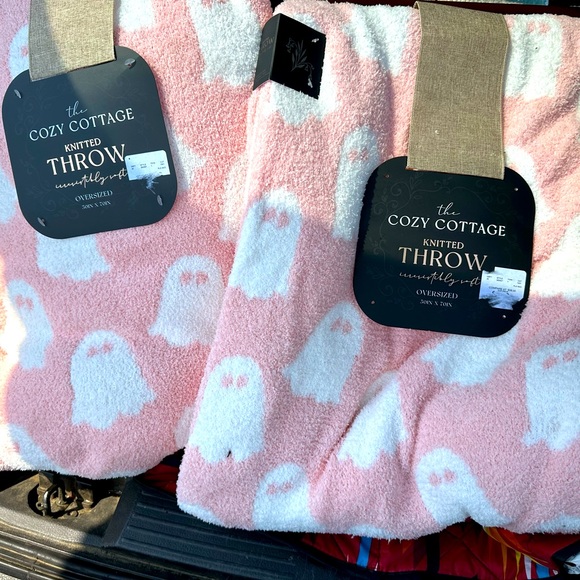 the
COZY COTTAGE
KNITTED
THROW
irresistibly soft
OVERSIZED
50IN X 70IN
the
COZY COTTAGE
KNITTED
THROW
irresistibly soft
OVERSIZED
50IN X 70IN